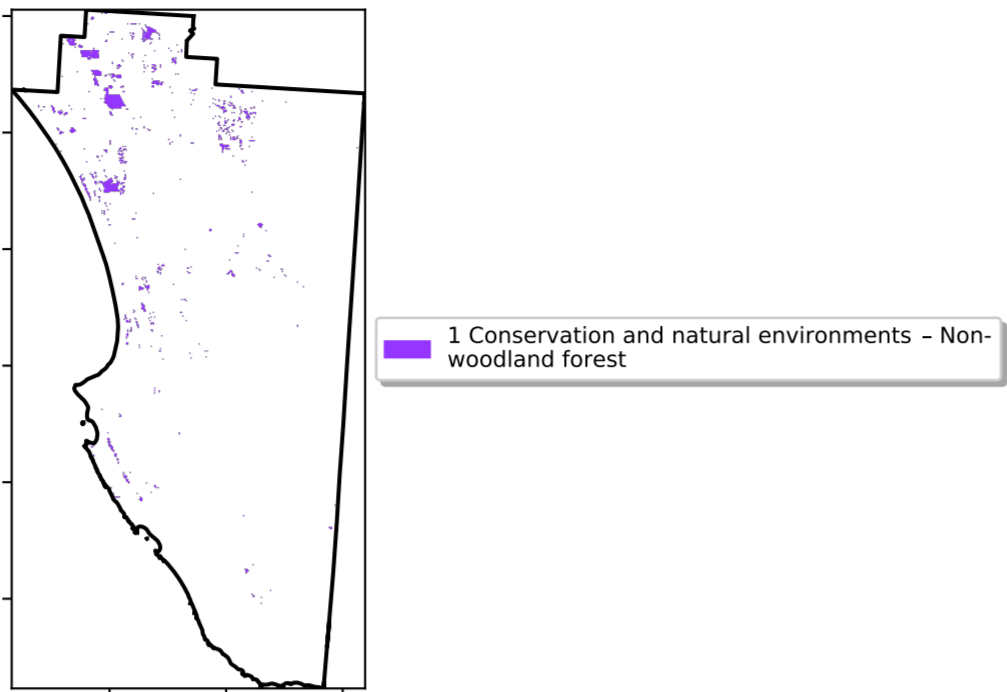 1 Conservation and natural environments – Non-
woodland forest